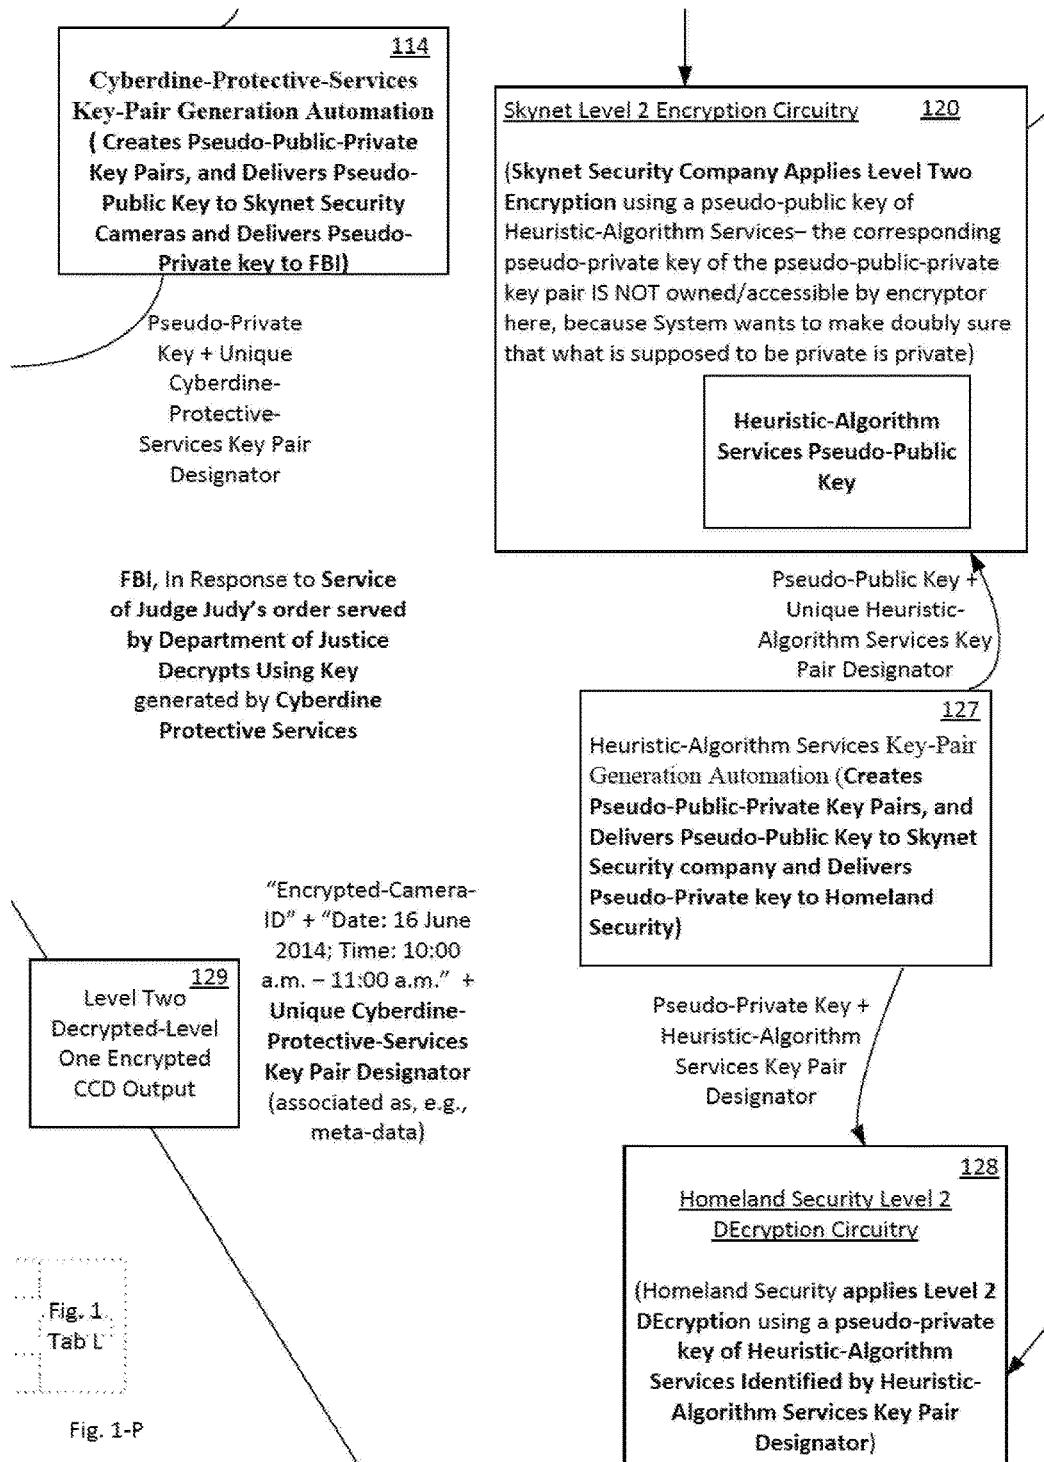 114
Cyberdine-Protective-Services
Key-Pair Generation Automation
( Creates Pseudo-Public-Private
Key Pairs, and Delivers Pseudo-
Public Key to Skynet Security
Cameras and Delivers Pseudo-
Private key to FBI)
Pseudo-Private
Key + Unique
Cyberdine-
Protective-
Services Key Pair
Designator
Skynet Level 2 Encryption Circuitry 120
(Skynet Security Company Applies Level Two
Encryption using a pseudo-public key of
Heuristic-Algorithm Services– the corresponding
pseudo-private key of the pseudo-public-private
key pair IS NOT owned/accessible by encryptor
here, because System wants to make doubly sure
that what is supposed to be private is private)
Heuristic-Algorithm
Services Pseudo-Public
Key
FBI, In Response to Service
of Judge Judy's order served
by Department of Justice
Decrypts Using Key
generated by Cyberdine
Protective Services
Pseudo-Public Key +
Unique Heuristic-
Algorithm Services Key
Pair Designator
127
Heuristic-Algorithm Services Key-Pair
Generation Automation (Creates
Pseudo-Public-Private Key Pairs, and
Delivers Pseudo-Public Key to Skynet
Security company and Delivers
Pseudo-Private key to Homeland
Security)
"Encrypted-Camera-
ID" + "Date: 16 June
2014; Time: 10:00
a.m. – 11:00 a.m." +
Unique Cyberdine-
Protective-Services
Key Pair Designator
(associated as, e.g.,
meta-data)
129
Level Two
Decrypted-Level
One Encrypted
CCD Output
Pseudo-Private Key +
Heuristic-Algorithm
Services Key Pair
Designator
128
Homeland Security Level 2
DEcryption Circuitry
(Homeland Security applies Level 2
DEcryption using a pseudo-private
key of Heuristic-Algorithm
Services Identified by Heuristic-
Algorithm Services Key Pair
Designator)
Fig. 1
Tab L
Fig. 1-P